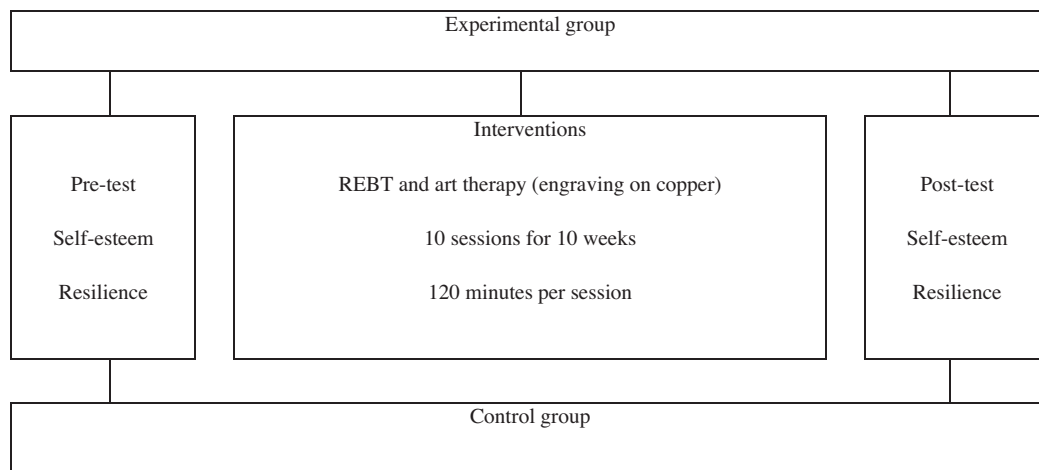 Experimental group
Pre-test
Self-esteem
Resilience
Interventions
REBT and art therapy (engraving on copper)
10 sessions for 10 weeks
120 minutes per session
Post-test
Self-esteem
Resilience
Control group